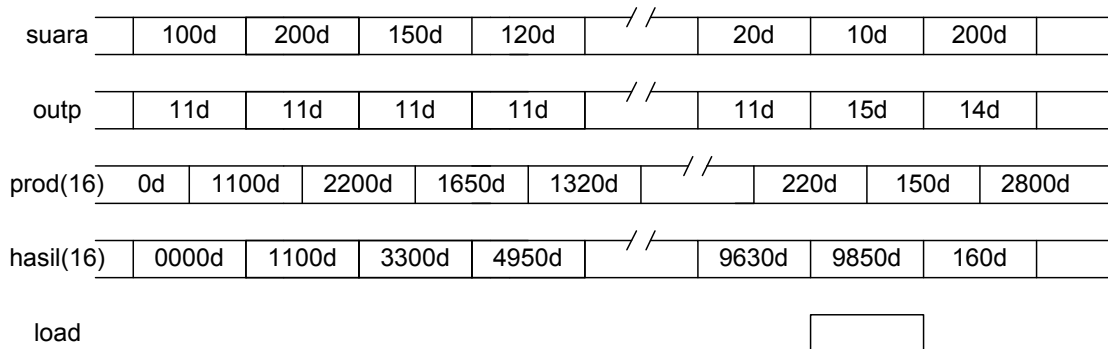 suara 100d 200d 150d 120d 20d 10d 200d
outp 11d 11d 11d 11d 11d 15d 14d
prod(16) 0d 1100d 2200d 1650d 1320d 220d 150d 2800d
hasil(16) 0000d 1100d 3300d 4950d 9630d 9850d 160d
load